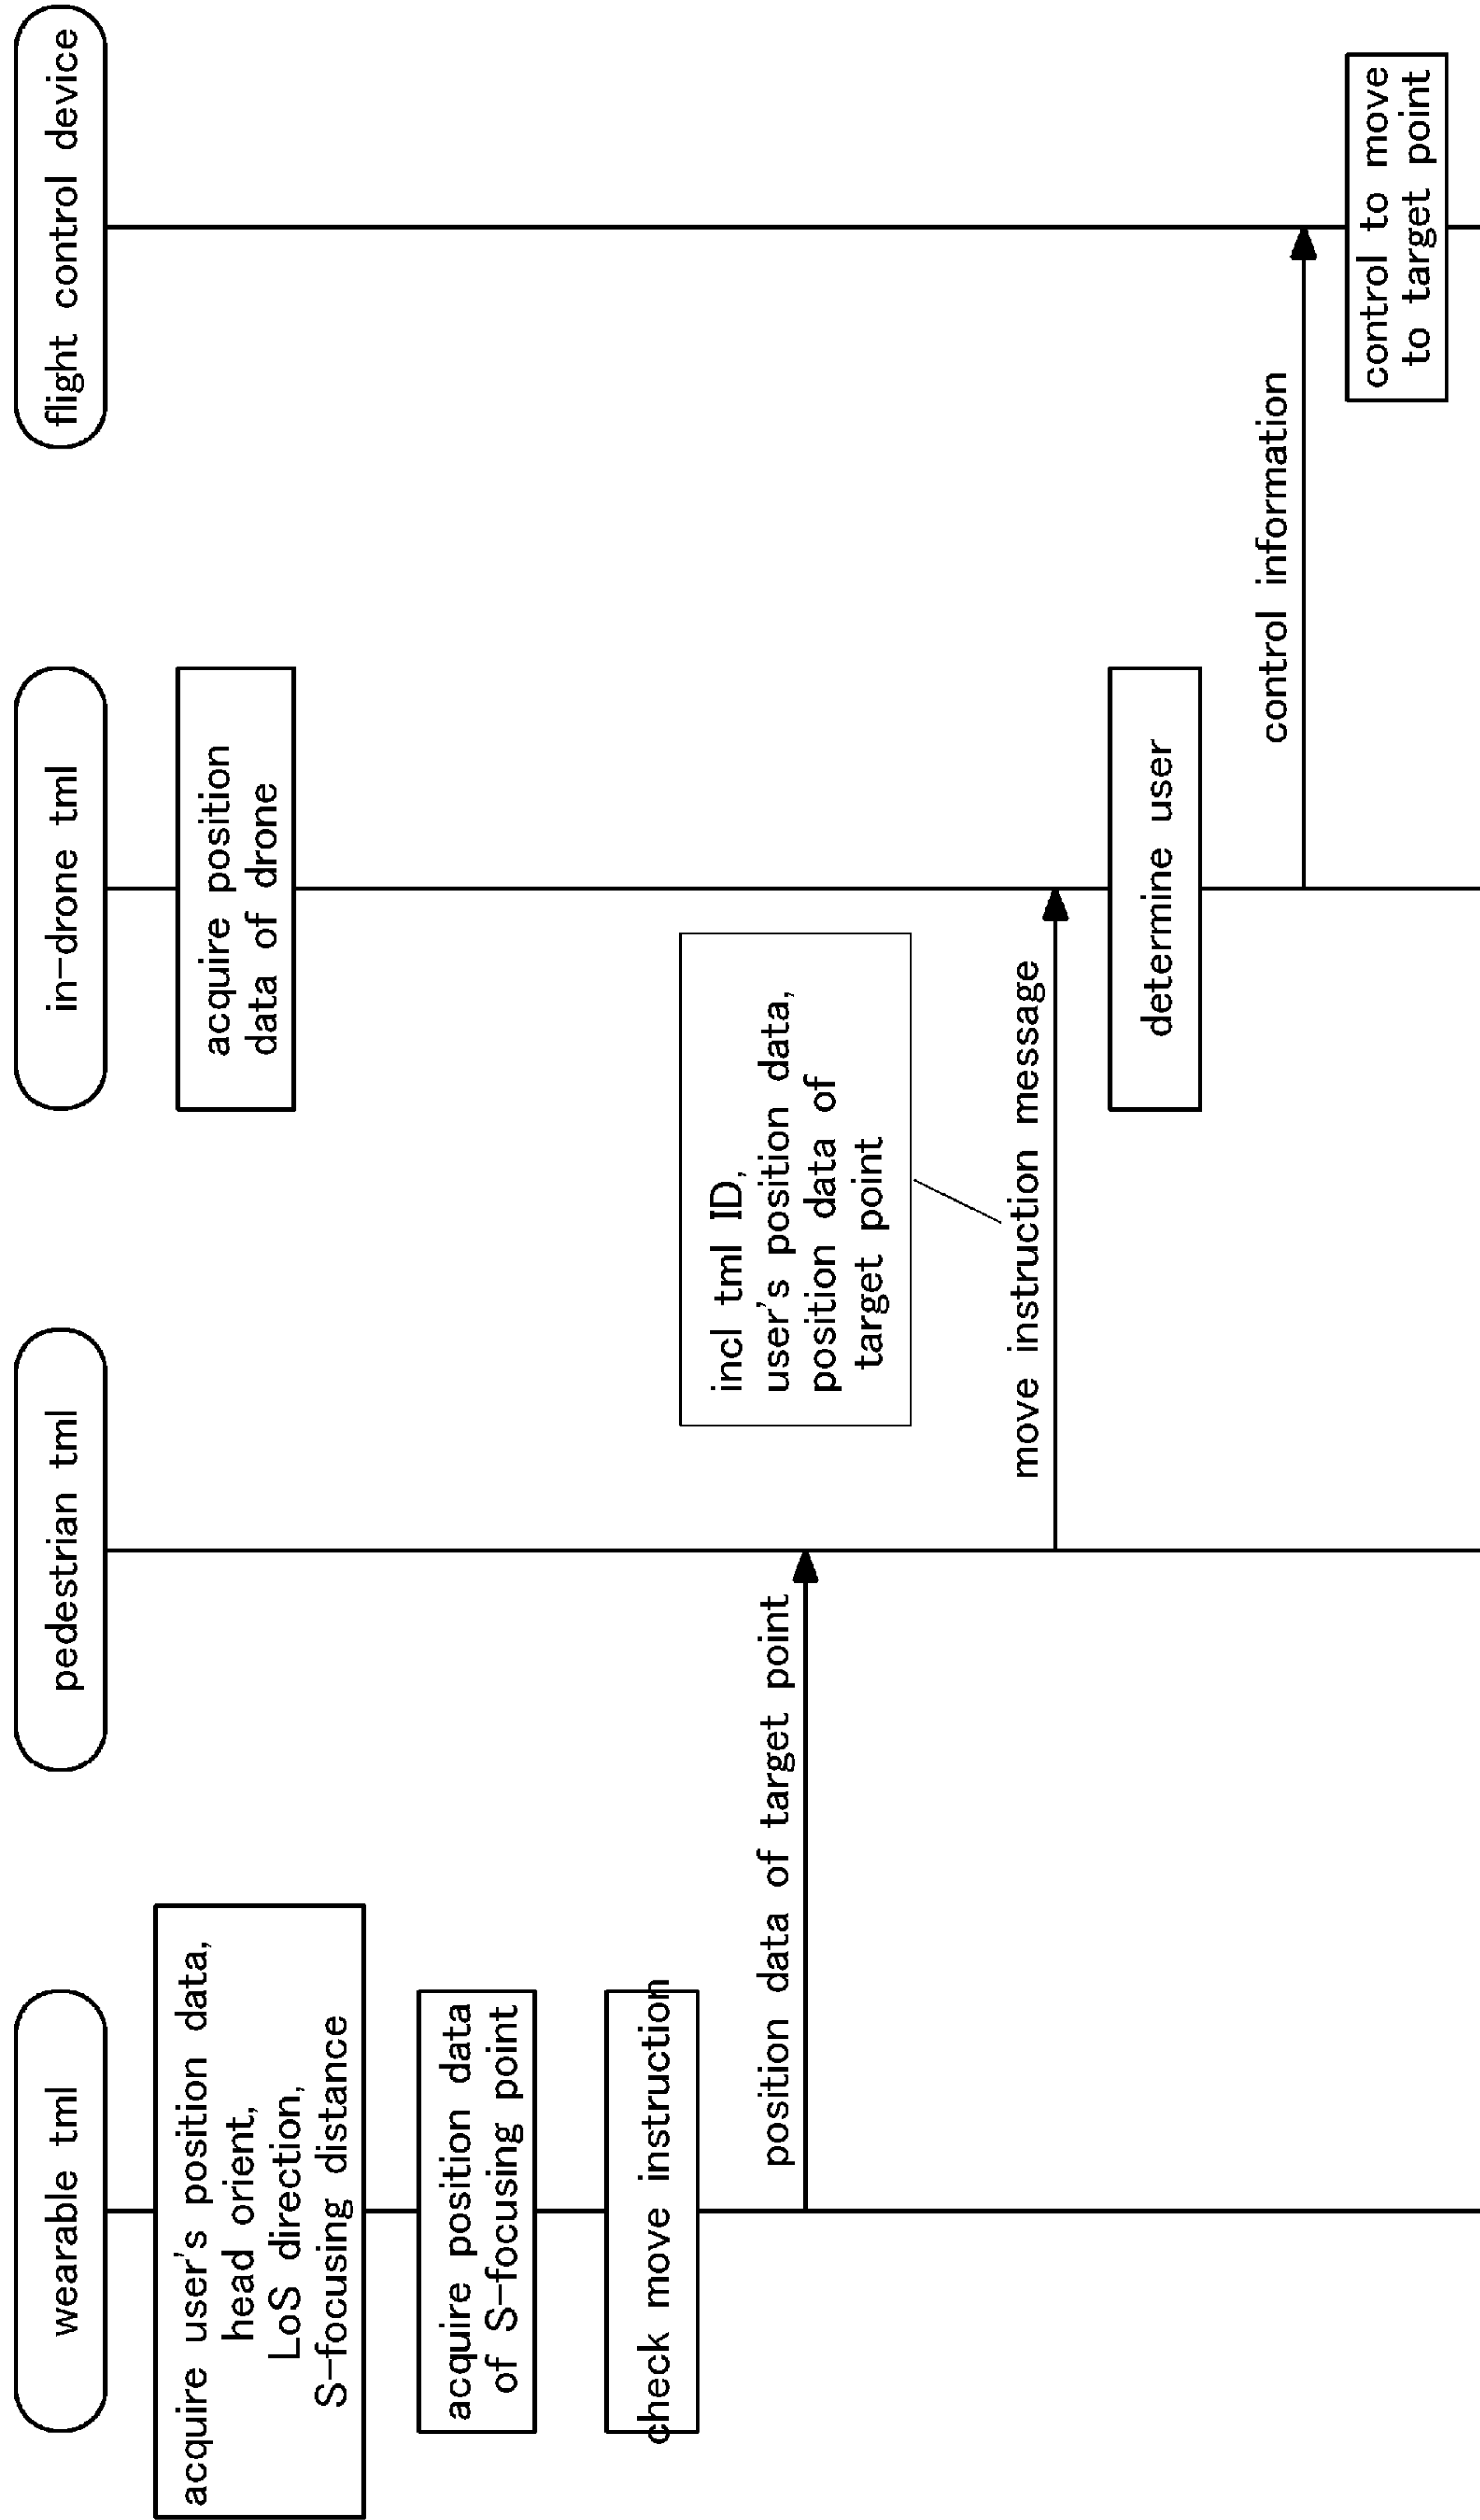 wearable tml
pedestrian tml
in-drone tml
flight control device
acquire user's position data,
head orient,
LoS direction,
S-focusing distance
acquire position
data of drone
acquire position data
of S-focusing point
check move instruction
position data of target point
incl tml ID,
user's position data,
position data of
target point
move instruction message
determine user
control information
control to move
to target point